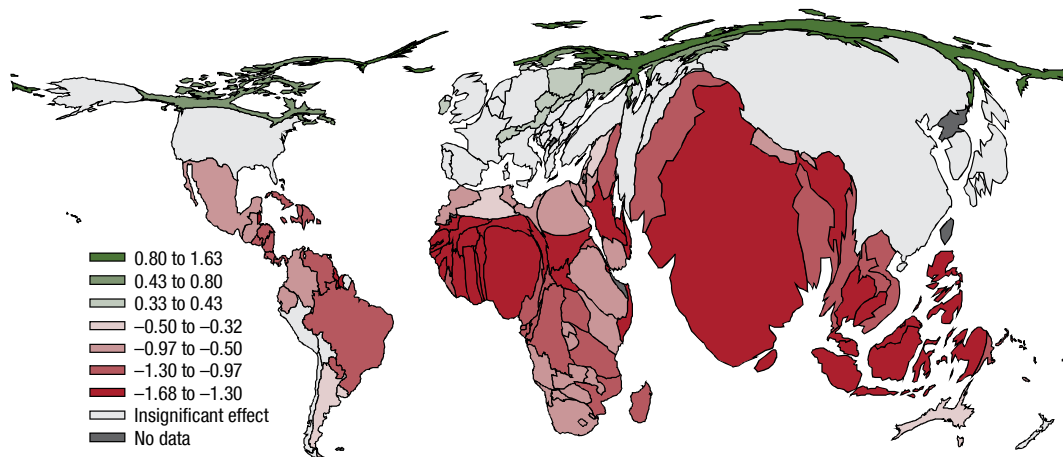 0.80 to 1.63
0.43 to 0.80
0.33 to 0.43
–0.50 to –0.32
–0.97 to –0.50
–1.30 to –0.97
–1.68 to –1.30
Insignificant effect
No data